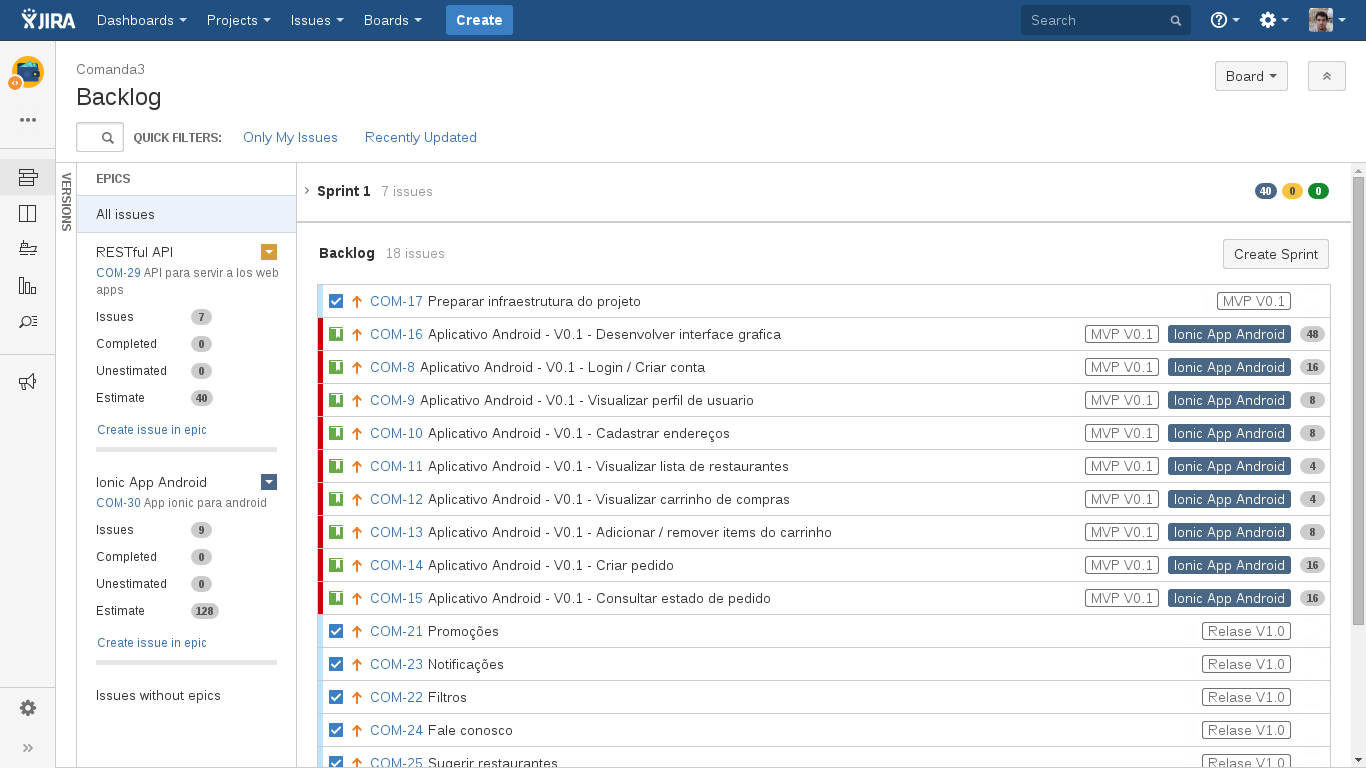 JIRA Dashboards Projects Issues Boards Create Search
Comanda3
Backlog
Board
QUICK FILTERS: Only My Issues Recently Updated
VERSIONS
EPICS
All issues
RESTful API
COM-29 API para servir a los web
apps
Issues 7
Completed 0
Unestimated 0
Estimate 40
Create issue in epic
Ionic App Android
COM-30 App ionic para android
Issues 9
Completed 0
Unestimated 0
Estimate 128
Create issue in epic
Issues without epics
Sprint 1 7 issues 40 0 0
Backlog 18 issues Create Sprint
COM-17 Preparar infraestrutura do projeto MVP V0.1
COM-16 Aplicativo Android - V0.1 - Desenvolver interface grafica MVP V0.1 Ionic App Android 48
COM-8 Aplicativo Android - V0.1 - Login / Criar conta MVP V0.1 Ionic App Android 16
COM-9 Aplicativo Android - V0.1 - Visualizar perfil de usuario MVP V0.1 Ionic App Android 8
COM-10 Aplicativo Android - V0.1 - Cadastrar endereços MVP V0.1 Ionic App Android 8
COM-11 Aplicativo Android - V0.1 - Visualizar lista de restaurantes MVP V0.1 Ionic App Android 4
COM-12 Aplicativo Android - V0.1 - Visualizar carrinho de compras MVP V0.1 Ionic App Android 4
COM-13 Aplicativo Android - V0.1 - Adicionar / remover items do carrinho MVP V0.1 Ionic App Android 8
COM-14 Aplicativo Android - V0.1 - Criar pedido MVP V0.1 Ionic App Android 16
COM-15 Aplicativo Android - V0.1 - Consultar estado de pedido MVP V0.1 Ionic App Android 16
COM-21 Promoções Relase V1.0
COM-23 Notificações Relase V1.0
COM-22 Filtros Relase V1.0
COM-24 Fale conosco Relase V1.0
COM-25 Sugerir restaurantes Relase V1.0